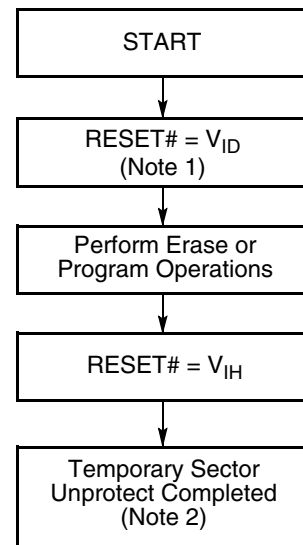 START
RESET# = VID
(Note 1)
Perform Erase or
Program Operations
RESET# = VIH
Temporary Sector
Unprotect Completed
(Note 2)